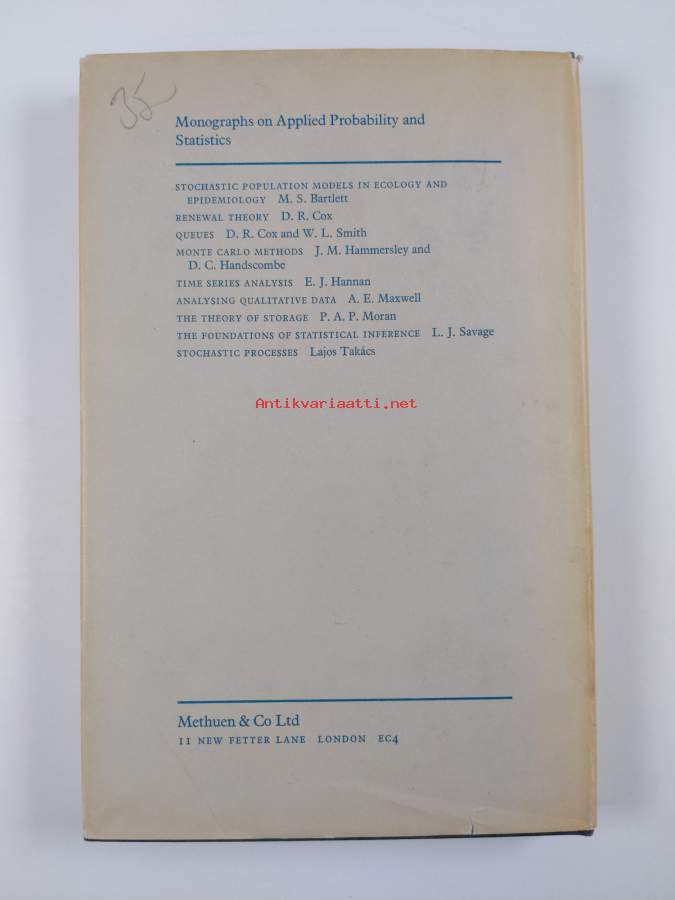 35
Monographs on Applied Probability and
Statistics
STOCHASTIC POPULATION MODELS IN ECOLOGY AND
EPIDEMIOLOGY M. S. Bartlett
RENEWAL THEORY D. R. Cox
QUEUES D. R. Cox and W. L. Smith
MONTE CARLO METHODS J. M. Hammersley and
D. C. Handscombe
TIME SERIES ANALYSIS E. J. Hannan
ANALYSING QUALITATIVE DATA A. E. Maxwell
THE THEORY OF STORAGE P. A. P. Moran
THE FOUNDATIONS OF STATISTICAL INFERENCE L. J. Savage
STOCHASTIC PROCESSES Lajos Takács
Antikvariaatti.net
Methuen & Co Ltd
11 NEW FETTER LANE LONDON EC4